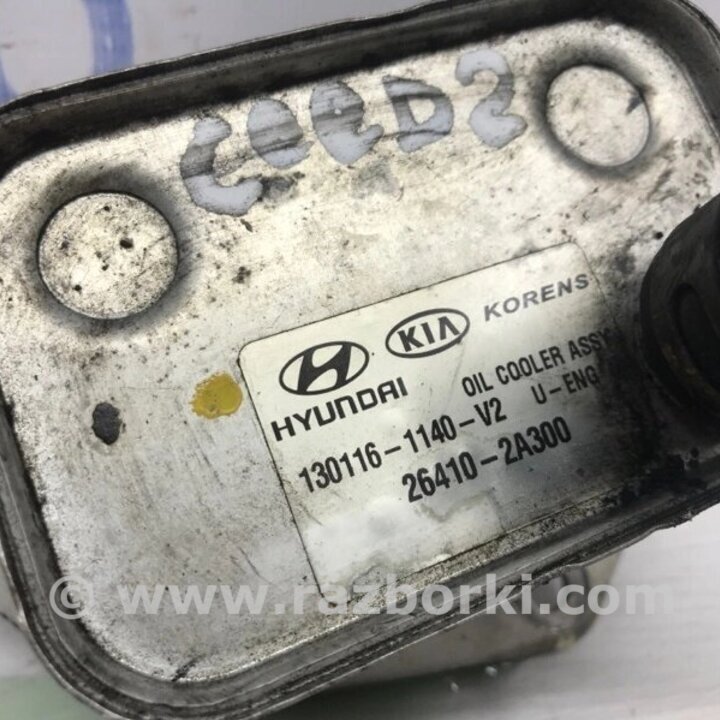 CeeD2
KIA KORENS
HYUNDAI OIL COOLER ASSY
130116-1140-V2 U-ENG
26410-2A300
© www.razborki.com